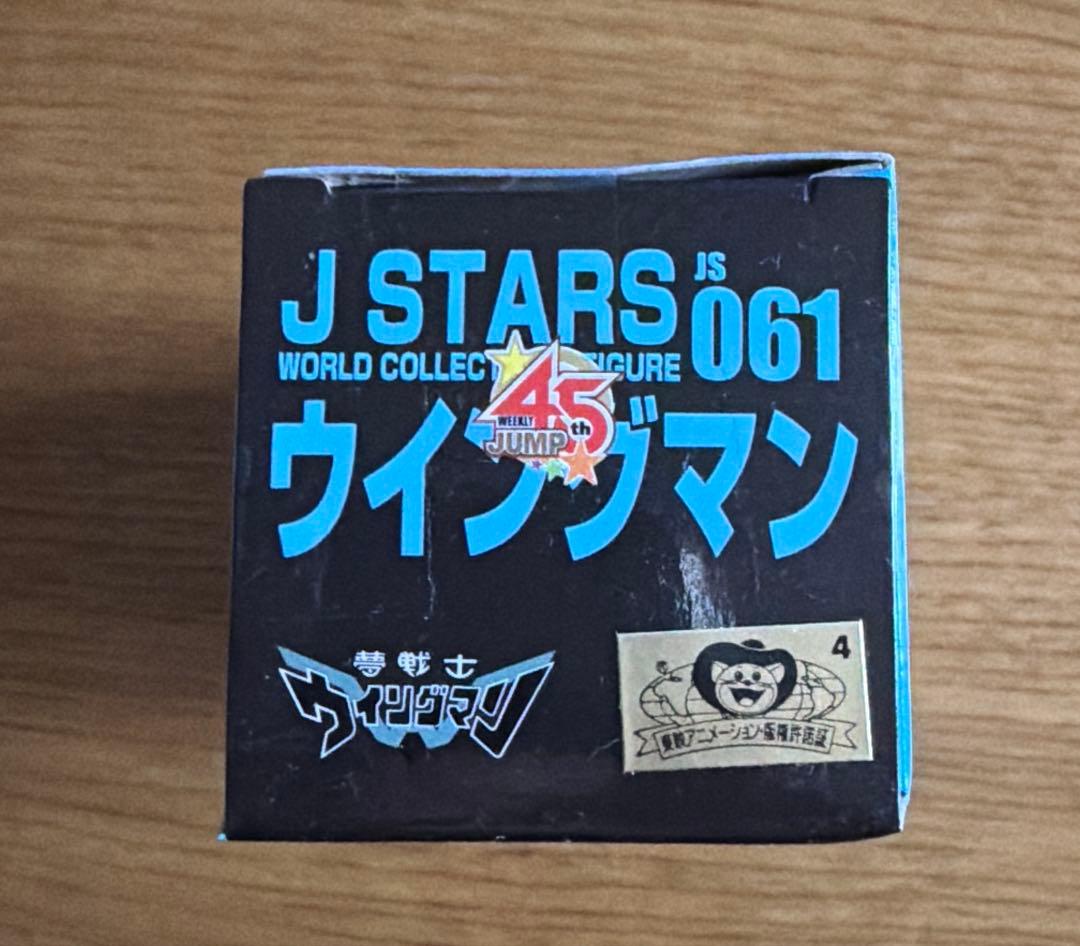 J STARS JS 061
WORLD COLLECT FIGURE
45th
WEEKLY
JUMP
ウイングマン
夢戦士
ウイングマン
4
東映アニメーション・版権許諾証